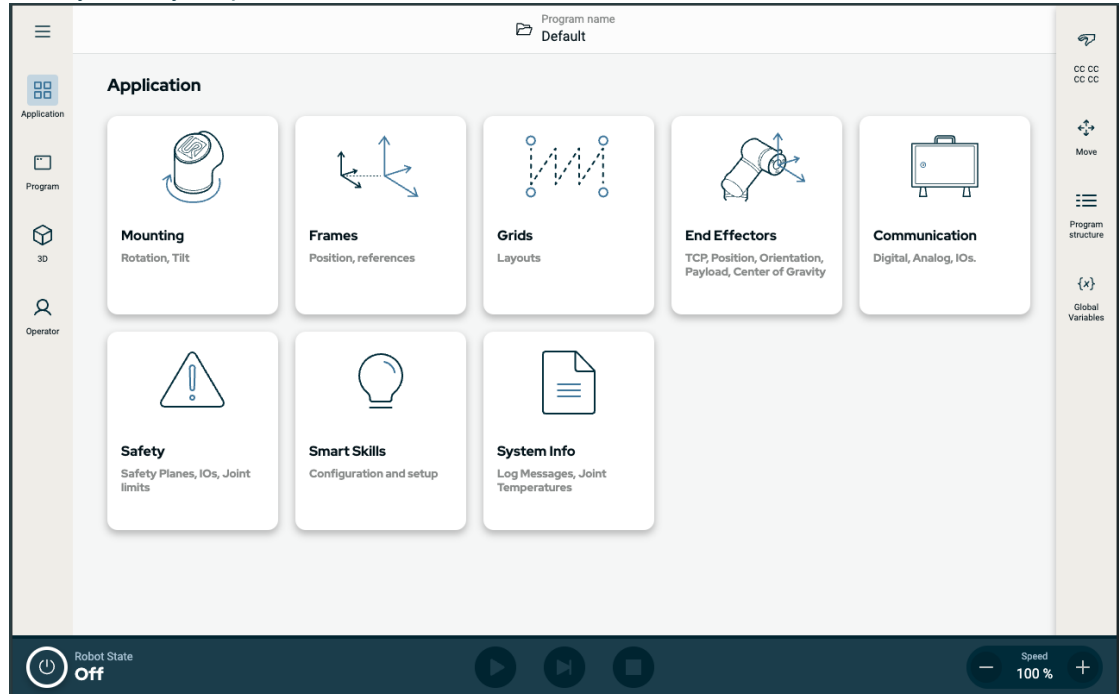 Program name
Default
CC CC
CC CC
Application
Application
Move
Program
Mounting
Rotation, Tilt
Frames
Position, references
Grids
Layouts
End Effectors
TCP, Position, Orientation,
Payload, Center of Gravity
Communication
Digital, Analog, IOs.
Program
structure
3D
{x}
Global
Variables
Operator
Safety
Safety Planes, IOs, Joint
limits
Smart Skills
Configuration and setup
System Info
Log Messages, Joint
Temperatures
Robot State
Off
Speed
100 %